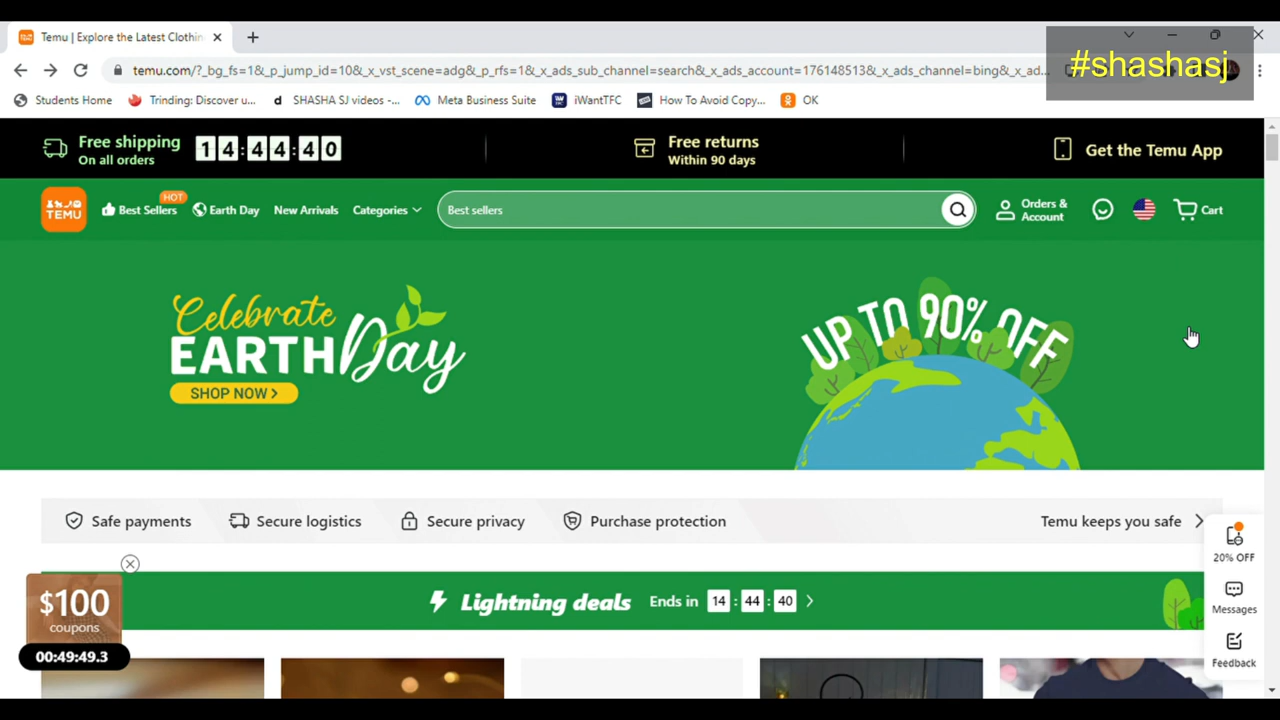 Temu | Explore the Latest Clothin
#shashasj
temu.com/?_bg_fs=1&_p_jump_id=10&_x_vst_scene=adg&_p_rfs=1&_x_ads_sub_channel=search&_x_ads_account=176148513&_x_ads_channel=bing&_x_ad...
Students Home
Trinding: Discover u...
d SHASHA SJ videos -...
Meta Business Suite
iWantTFC
How To Avoid Copy...
OK
Free shipping
On all orders
14:44:40
Free returns
Within 90 days
Get the Temu App
TEMU
Best Sellers
HOT
Earth Day
New Arrivals
Categories
Best sellers
Orders &
Account
Cart
Celebrate
EARTH Day
SHOP NOW >
UP TO 90% OFF
Safe payments
Secure logistics
Secure privacy
Purchase protection
Temu keeps you safe
20% OFF
Messages
Feedback
$100
coupons
00:49:49.3
Lightning deals
Ends in 14 : 44 : 40